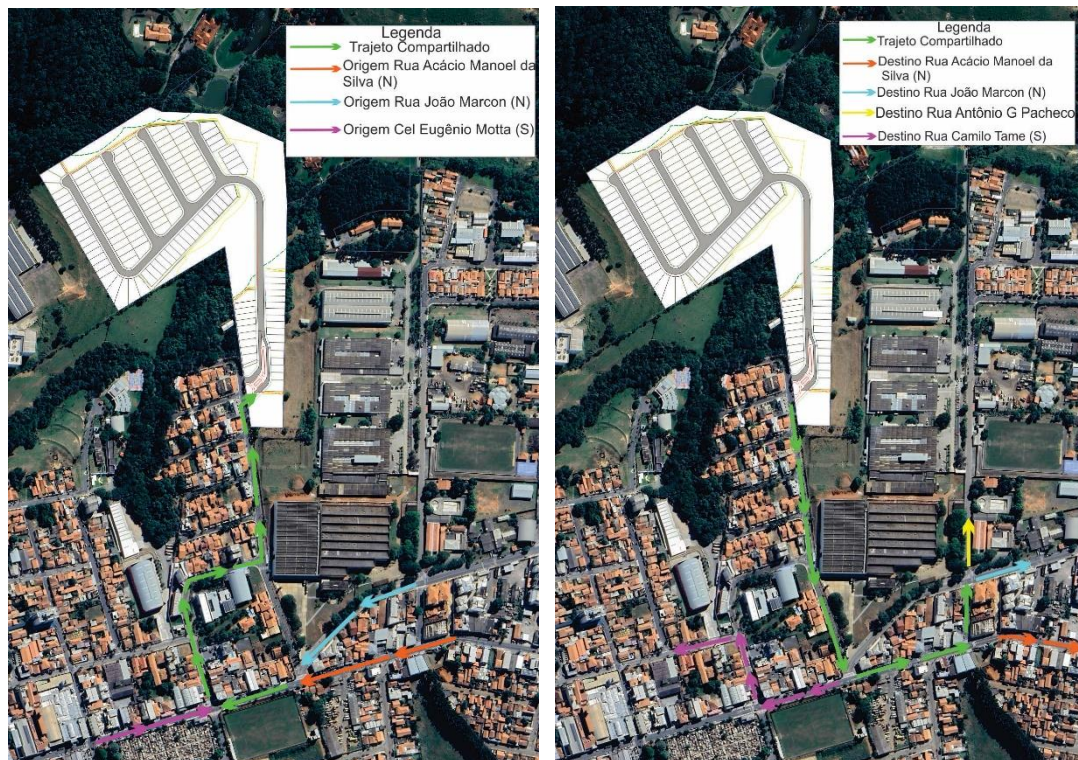 Legenda
Trajeto Compartilhado
Origem Rua Acácio Manoel da
Silva (N)
Origem Rua João Marcon (N)
Origem Cel Eugênio Motta (S)
Legenda
Trajeto Compartilhado
Destino Rua Acácio Manoel da
Silva (N)
Destino Rua João Marcon (N)
Destino Rua Antônio G Pacheco
Destino Rua Camilo Tame (S)